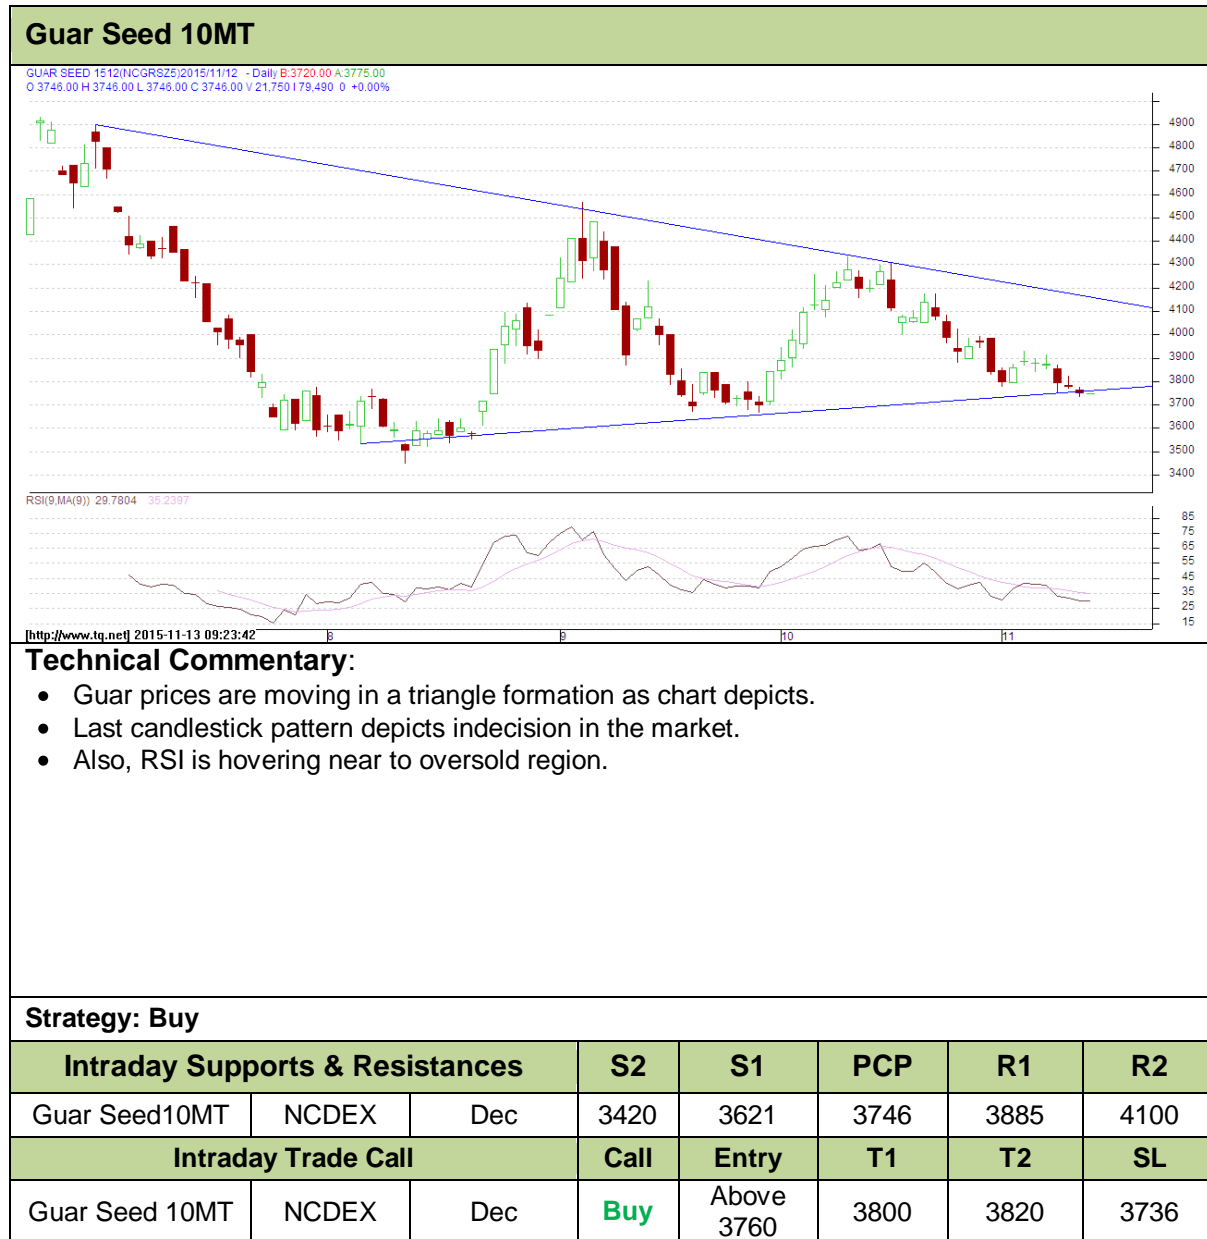 Guar Seed 10MT
GUAR SEED 1512(NCGRSZ5)2015/11/12 - Daily B:3720.00 A:3775.00
O 3746.00 H 3746.00 L 3746.00 C 3746.00 V 21,750 I 79,490 0 +0.00%
4900
4800
4700
4600
4500
4400
4300
4200
4100
4000
3900
3800
3700
3600
3500
3400
RSI(9,MA(9)) 29.7804 35.2397
85
75
65
55
45
35
25
15
[http://www.tq.net] 2015-11-13 09:23:42 8 9 10 11
Technical Commentary:
• Guar prices are moving in a triangle formation as chart depicts.
• Last candlestick pattern depicts indecision in the market.
• Also, RSI is hovering near to oversold region.
Strategy: Buy
Intraday Supports & Resistances S2 S1 PCP R1 R2
Guar Seed10MT NCDEX Dec 3420 3621 3746 3885 4100
Intraday Trade Call Call Entry T1 T2 SL
Guar Seed 10MT NCDEX Dec Buy Above 3760 3800 3820 3736